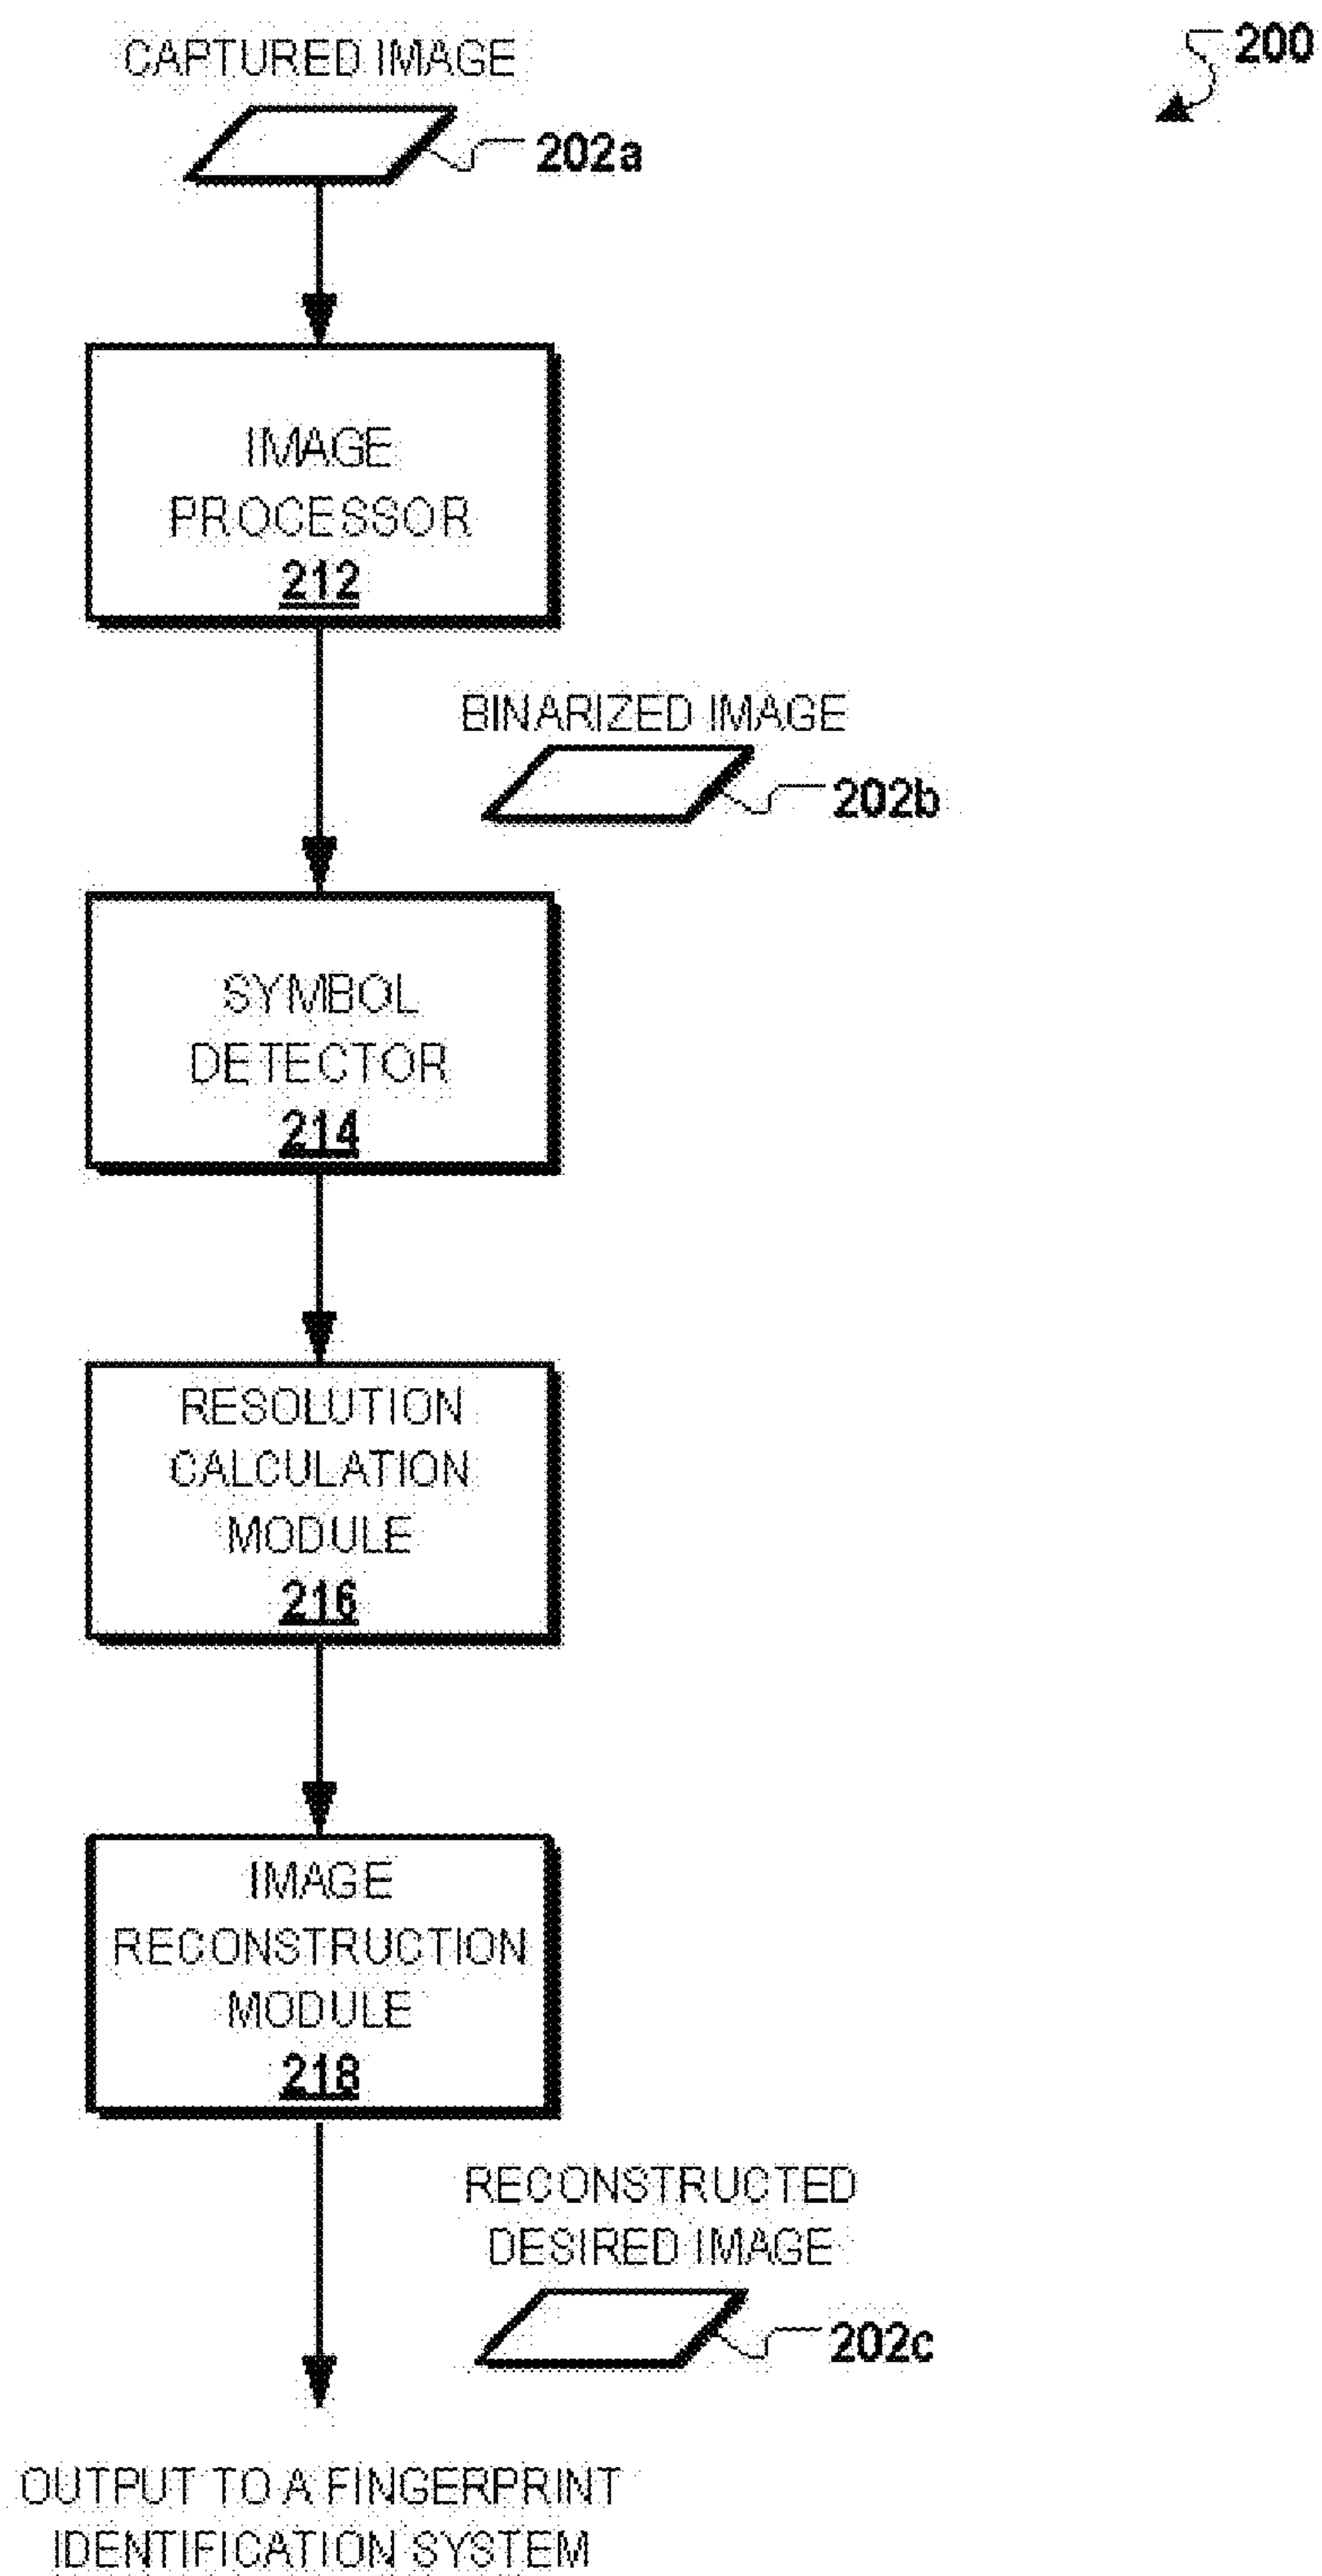 200
CAPTURED IMAGE
202a
IMAGE
PROCESSOR
212
BINARIZED IMAGE
202b
SYMBOL
DETECTOR
214
RESOLUTION
CALCULATION
MODULE
216
IMAGE
RECONSTRUCTION
MODULE
218
RECONSTRUCTED
DESIRED IMAGE
202c
OUTPUT TO A FINGERPRINT
IDENTIFICATION SYSTEM